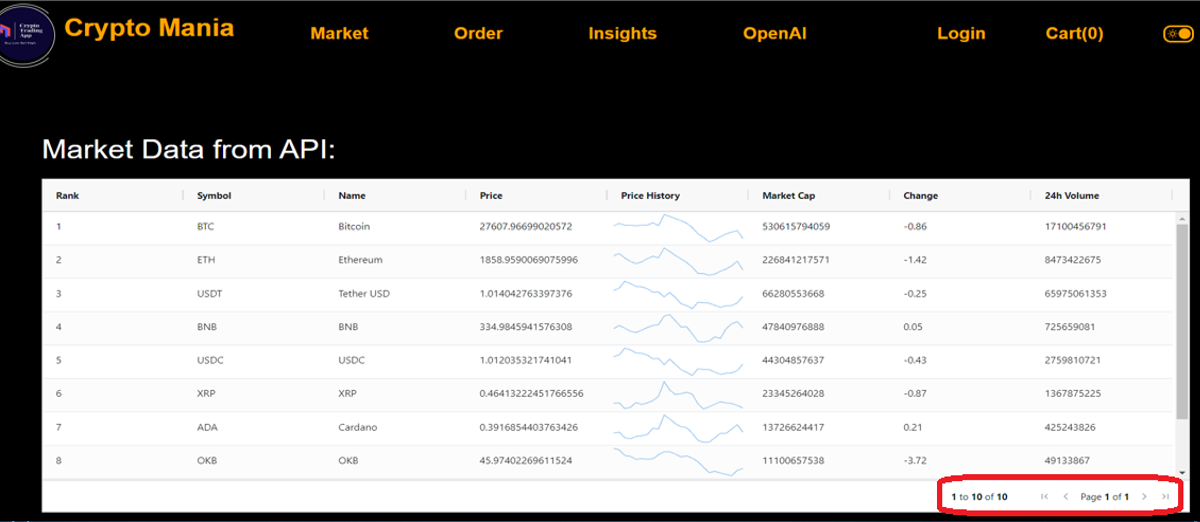 Crypto
Trading
App
Crypto Mania
Market Order Insights OpenAI Login Cart(0)
Market Data from API:
Rank Symbol Name Price Price History Market Cap Change 24h Volume
1 BTC Bitcoin 27607.96699020572 530615794059 -0.86 17100456791
2 ETH Ethereum 1858.9590069075996 226841217571 -1.42 8473422675
3 USDT Tether USD 1.014042763397376 66280553668 -0.25 65975061353
4 BNB BNB 334.9845941576308 47840976888 0.05 725659081
5 USDC USDC 1.012035321741041 44304857637 -0.43 2759810721
6 XRP XRP 0.46413222451766556 23345264028 -0.87 1367875225
7 ADA Cardano 0.3916854403763426 13726624417 0.21 425243826
8 OKB OKB 45.97402269611524 11100657538 -3.72 49133867
1 to 10 of 10 Page 1 of 1